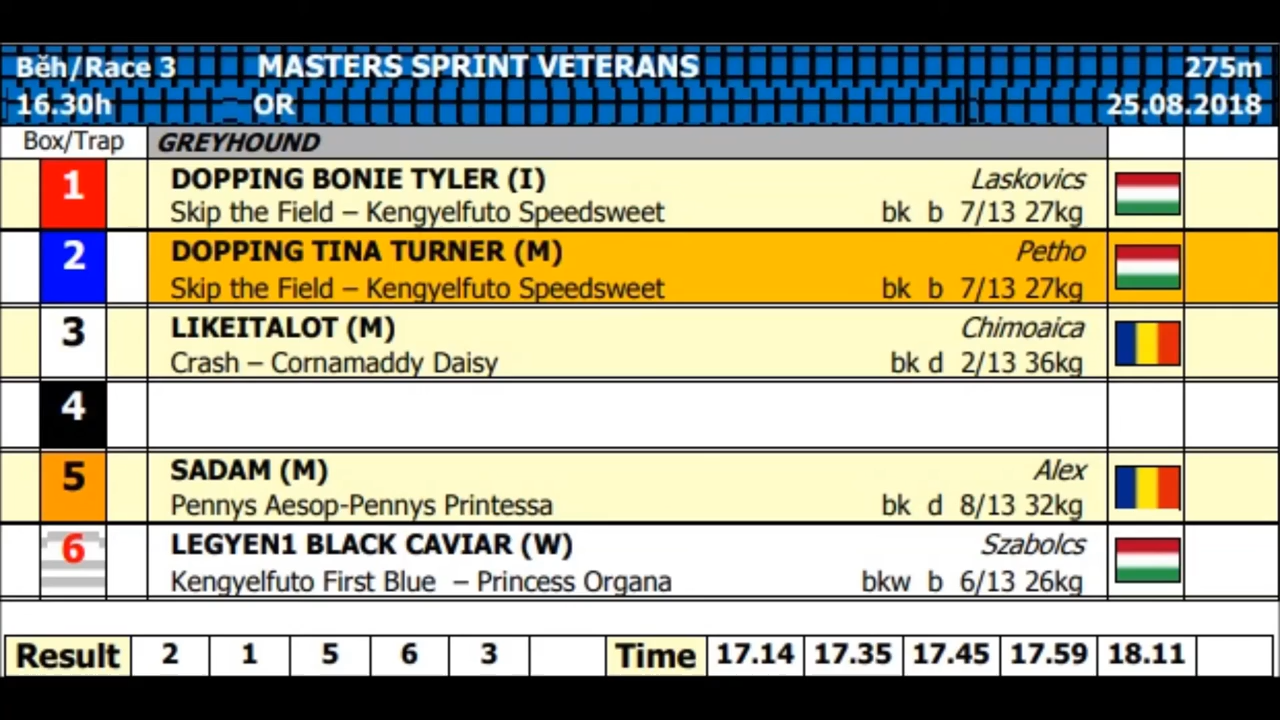 Běh/Race 3 MASTERS SPRINT VETERANS 275m
16.30h OR 25.08.2018
Box/Trap GREYHOUND
1 DOPPING BONIE TYLER (I) Laskovics
Skip the Field – Kengyelfuto Speedsweet bk b 7/13 27kg
2 DOPPING TINA TURNER (M) Petho
Skip the Field – Kengyelfuto Speedsweet bk b 7/13 27kg
3 LIKEITALOT (M) Chimoaica
Crash – Cornamaddy Daisy bk d 2/13 36kg
4
5 SADAM (M) Alex
Pennys Aesop-Pennys Printessa bk d 8/13 32kg
6 LEGYEN1 BLACK CAVIAR (W) Szabolcs
Kengyelfuto First Blue – Princess Organa bkw b 6/13 26kg
Result 2 1 5 6 3 Time 17.14 17.35 17.45 17.59 18.11